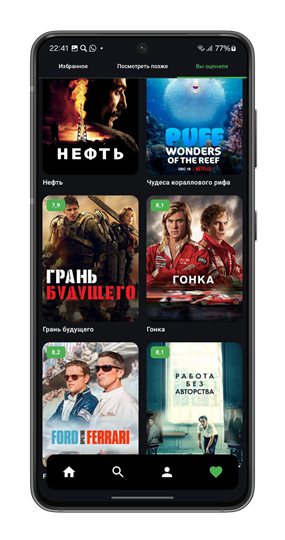 22:41
77%
Избранное
Посмотреть позже
Вы оценили
НЕФТЬ
PUFF
WONDERS
OF THE REEF
DEC 16 | NETFLIX
Нефть
Чудеса кораллового рифа
7,9
8,1
ГРАНЬ
БУДУЩЕГО
ГОНКА
Грань будущего
Гонка
8,2
8,1
РАБОТА
БЕЗ
АВТОРСТВА
FORD
FERRARI